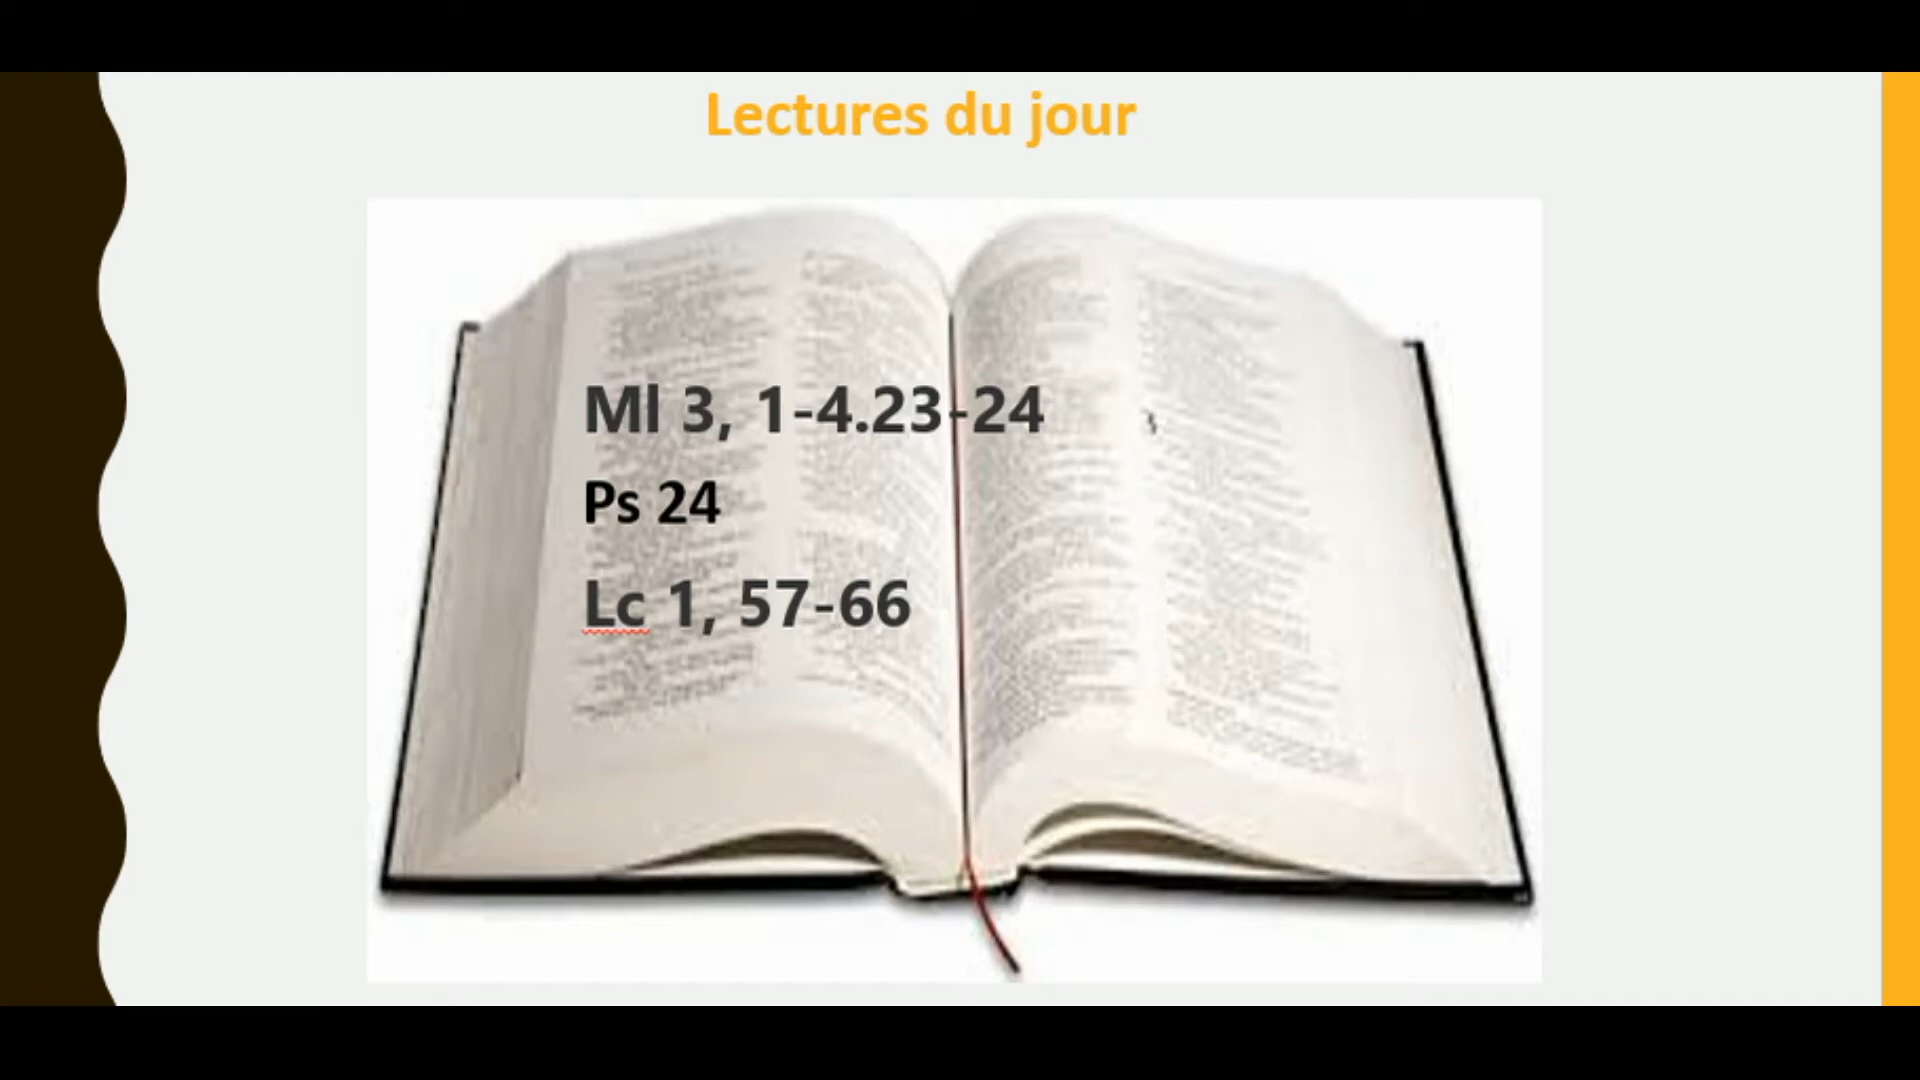 Lectures du jour
Ml 3, 1-4.23-24
Ps 24
Lc 1, 57-66